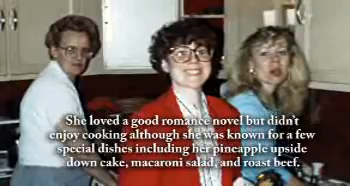 She loved a good romance novel but didn't
enjoy cooking although she was known for a few
special dishes including her pineapple upside
down cake, macaroni salad, and roast beef.